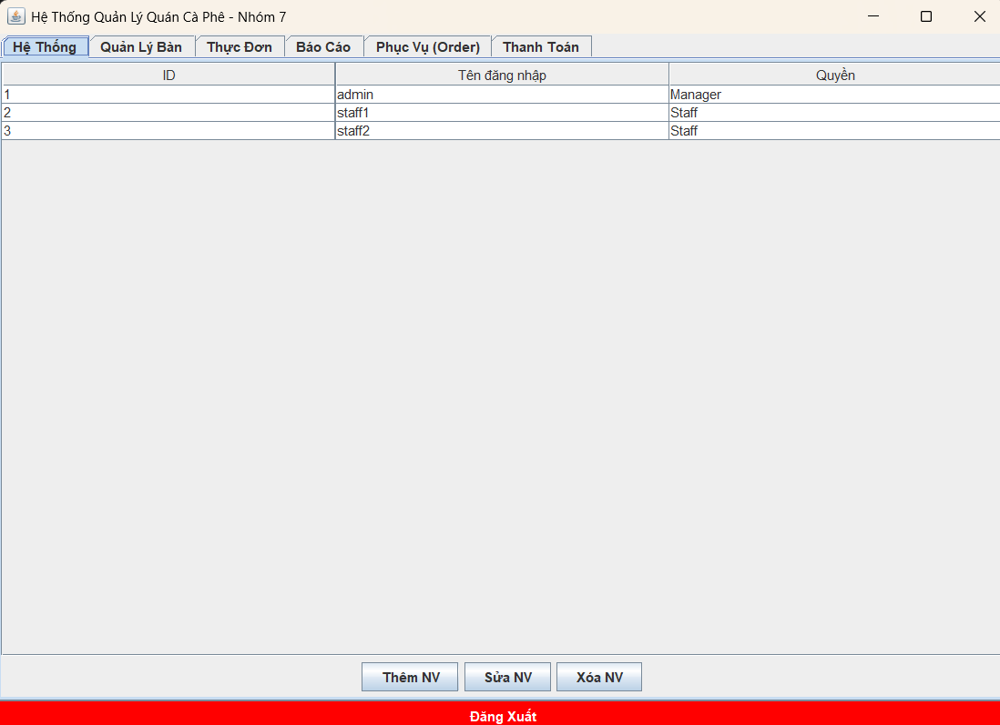 Hệ Thống Quản Lý Quán Cà Phê - Nhóm 7
Hệ Thống Quản Lý Bàn Thực Đơn Báo Cáo Phục Vụ (Order) Thanh Toán
ID Tên đăng nhập Quyền
1 admin Manager
2 staff1 Staff
3 staff2 Staff
Thêm NV Sửa NV Xóa NV
Đăng Xuất